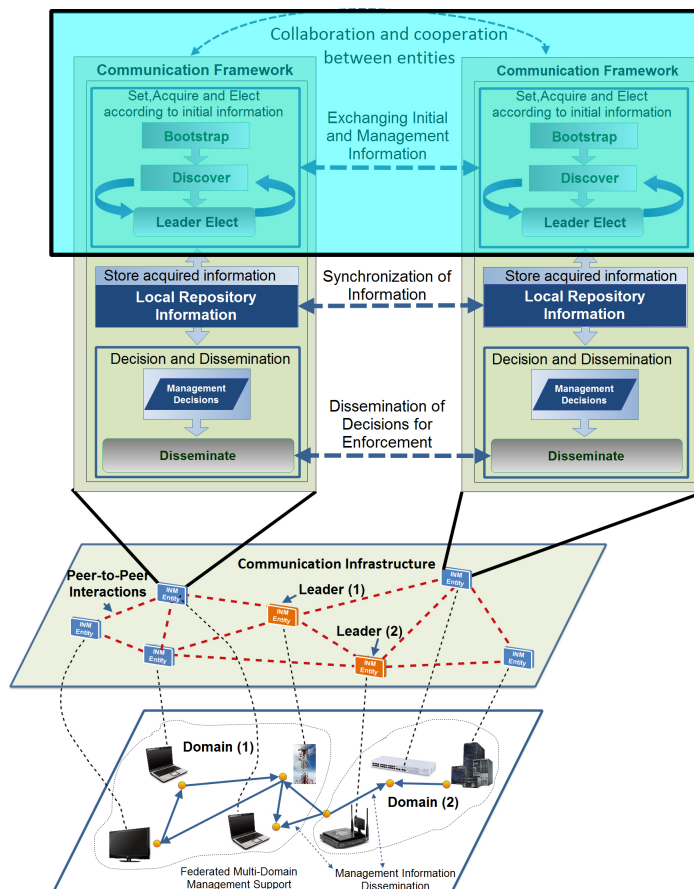 Collaboration and cooperation
between entities
Communication Framework
Set,Acquire and Elect
according to initial information
Bootstrap
Discover
Leader Elect
Exchanging Initial
and Management
Information
Communication Framework
Set,Acquire and Elect
according to initial information
Bootstrap
Discover
Leader Elect
Store acquired information
Local Repository
Information
Synchronization of
Information
Store acquired information
Local Repository
Information
Decision and Dissemination
Management
Decisions
Disseminate
Dissemination of
Decisions for
Enforcement
Decision and Dissemination
Management
Decisions
Disseminate
Communication Infrastructure
Peer-to-Peer
Interactions
INM
Entity
Leader (1)
INM
Entity
INM
Entity
INM
Entity
Leader (2)
INM
Entity
INM
Entity
INM
Entity
Domain (1)
Domain (2)
Federated Multi-Domain
Management Support
Management Information
Dissemination